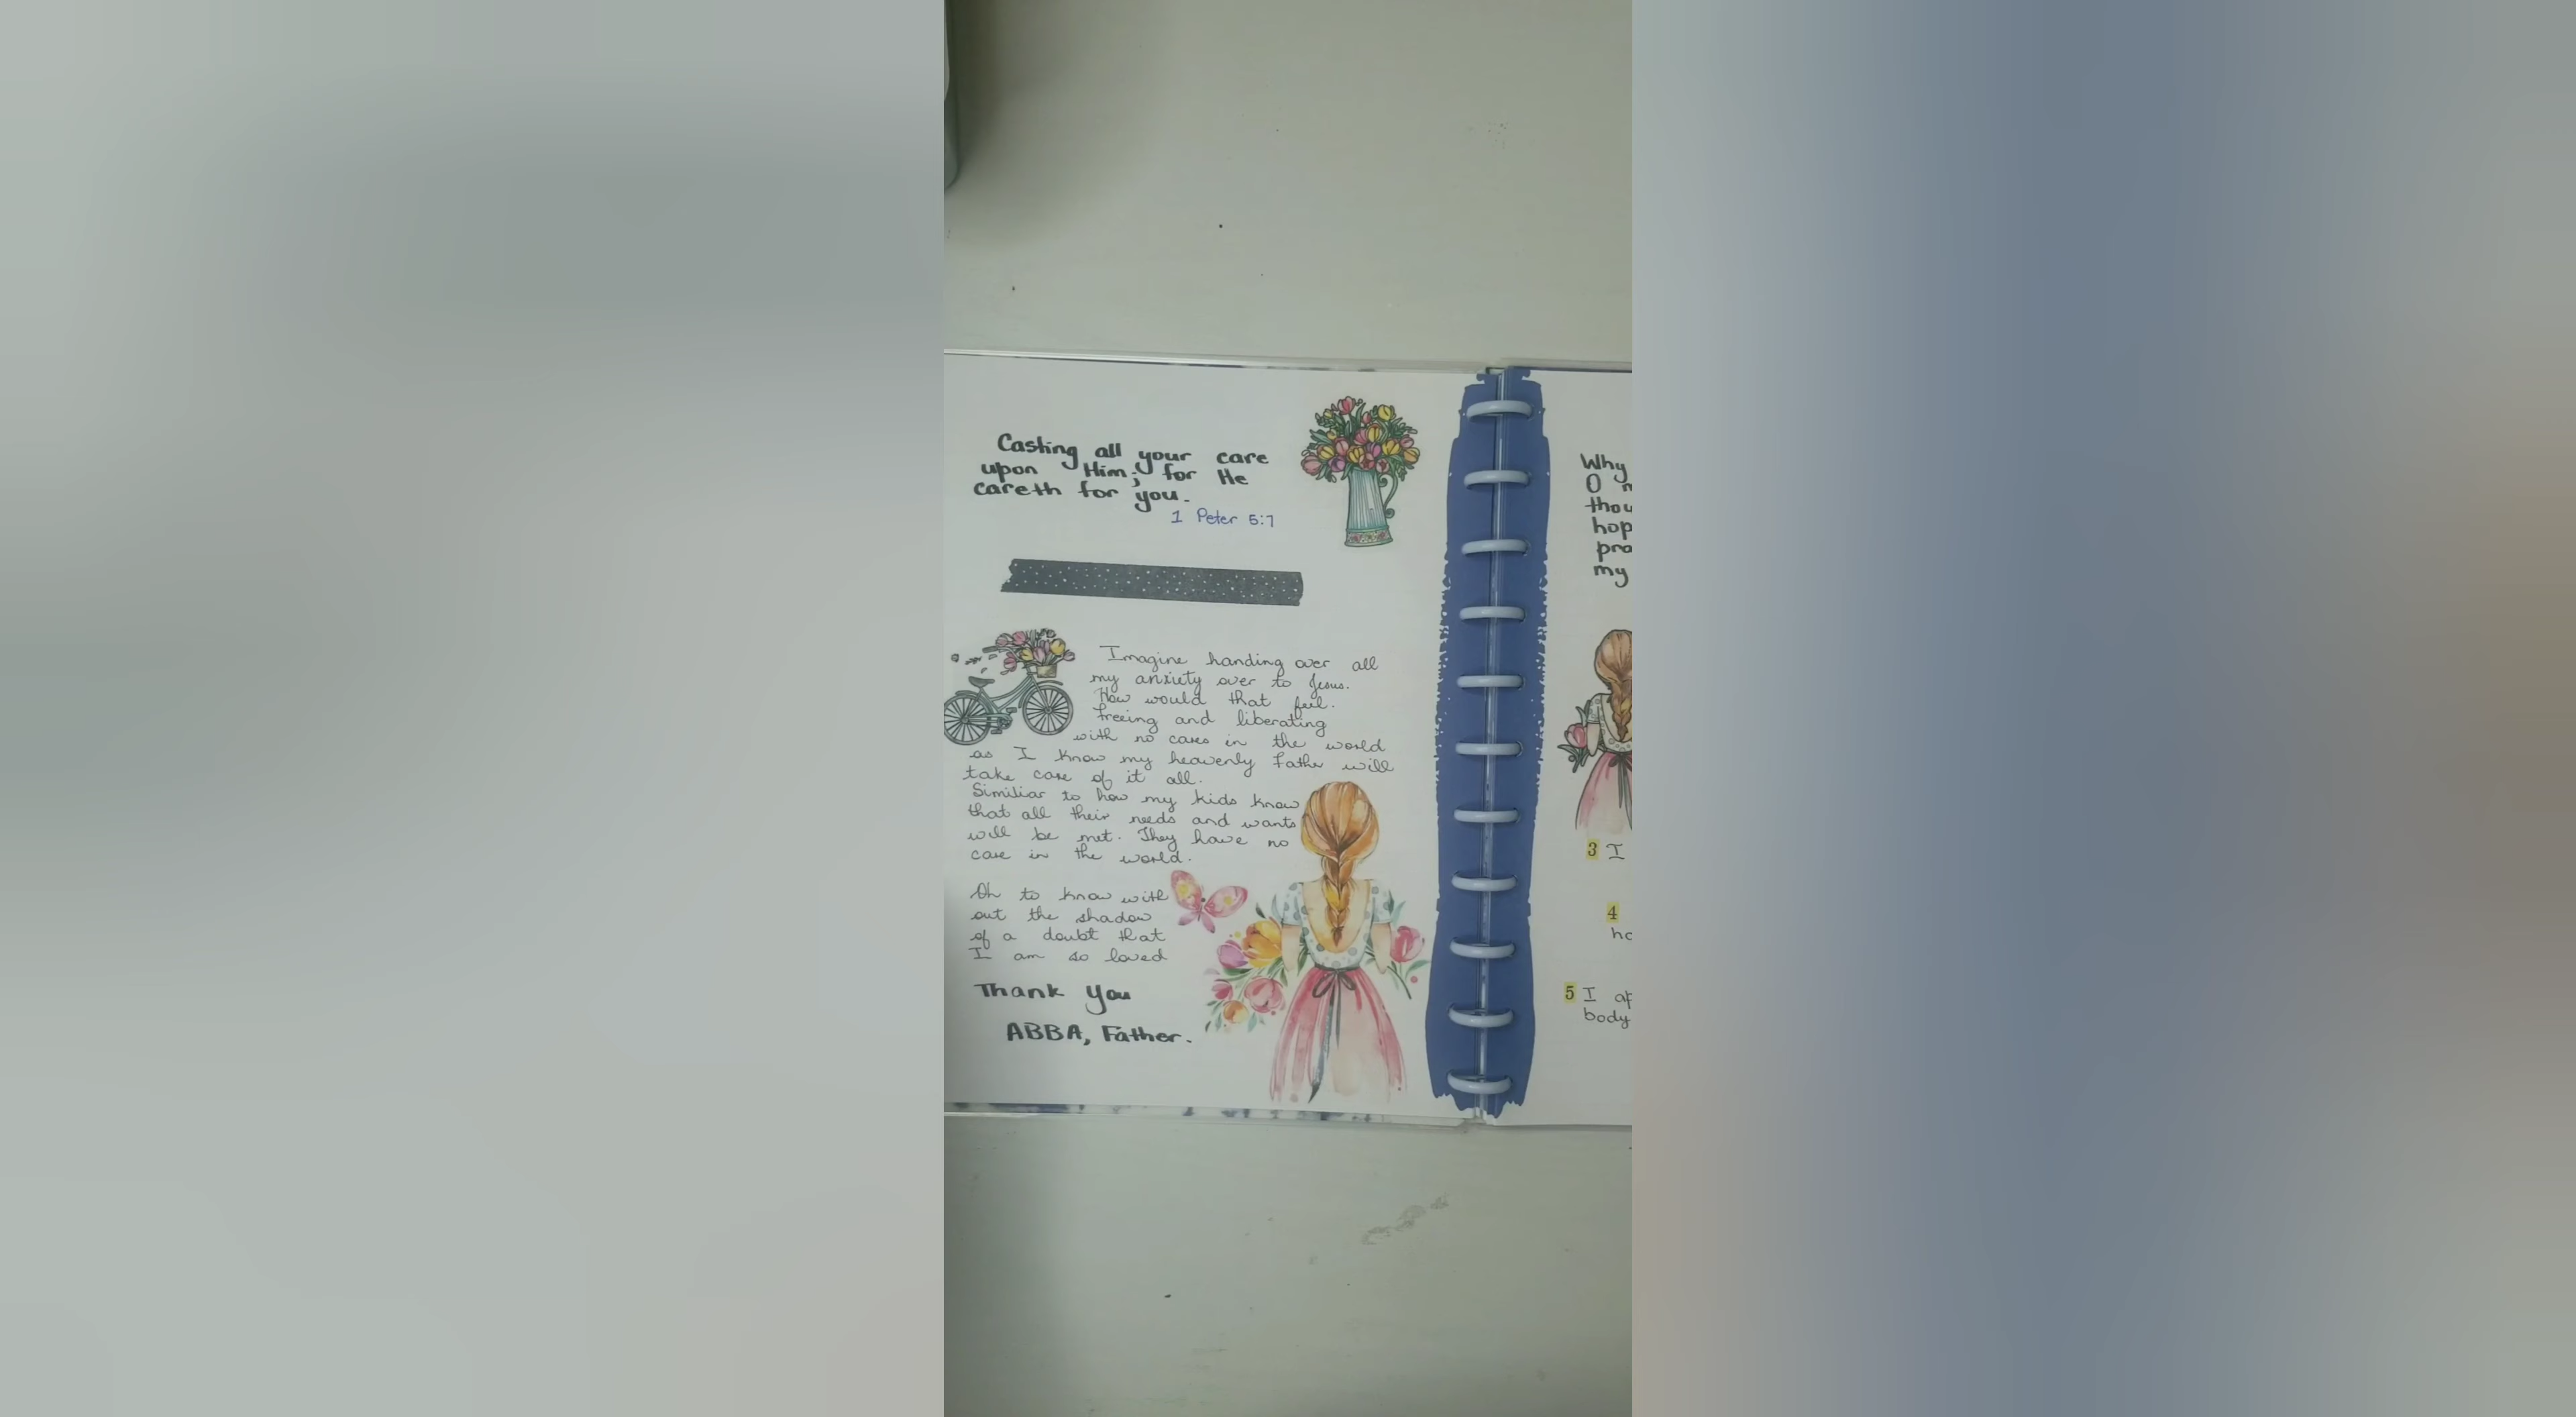 Casting all your care
upon Him; for He
careth for you.
1 Peter 5:7
Imagine handing over all
my anxiety over to Jesus.
How would that feel.
Freeing and liberating
with no cares in the world
as I know my heavenly Father will
take care of it all.
Similiar to how my kids know
that all their needs and wants
will be met. They have no
care in the world.
Oh to know with
out the shadow
of a doubt that
I am so loved
Thank You
ABBA, Father.
Why
O
thou
hop
pro
my
3 I
4
ho
5 I ap
body